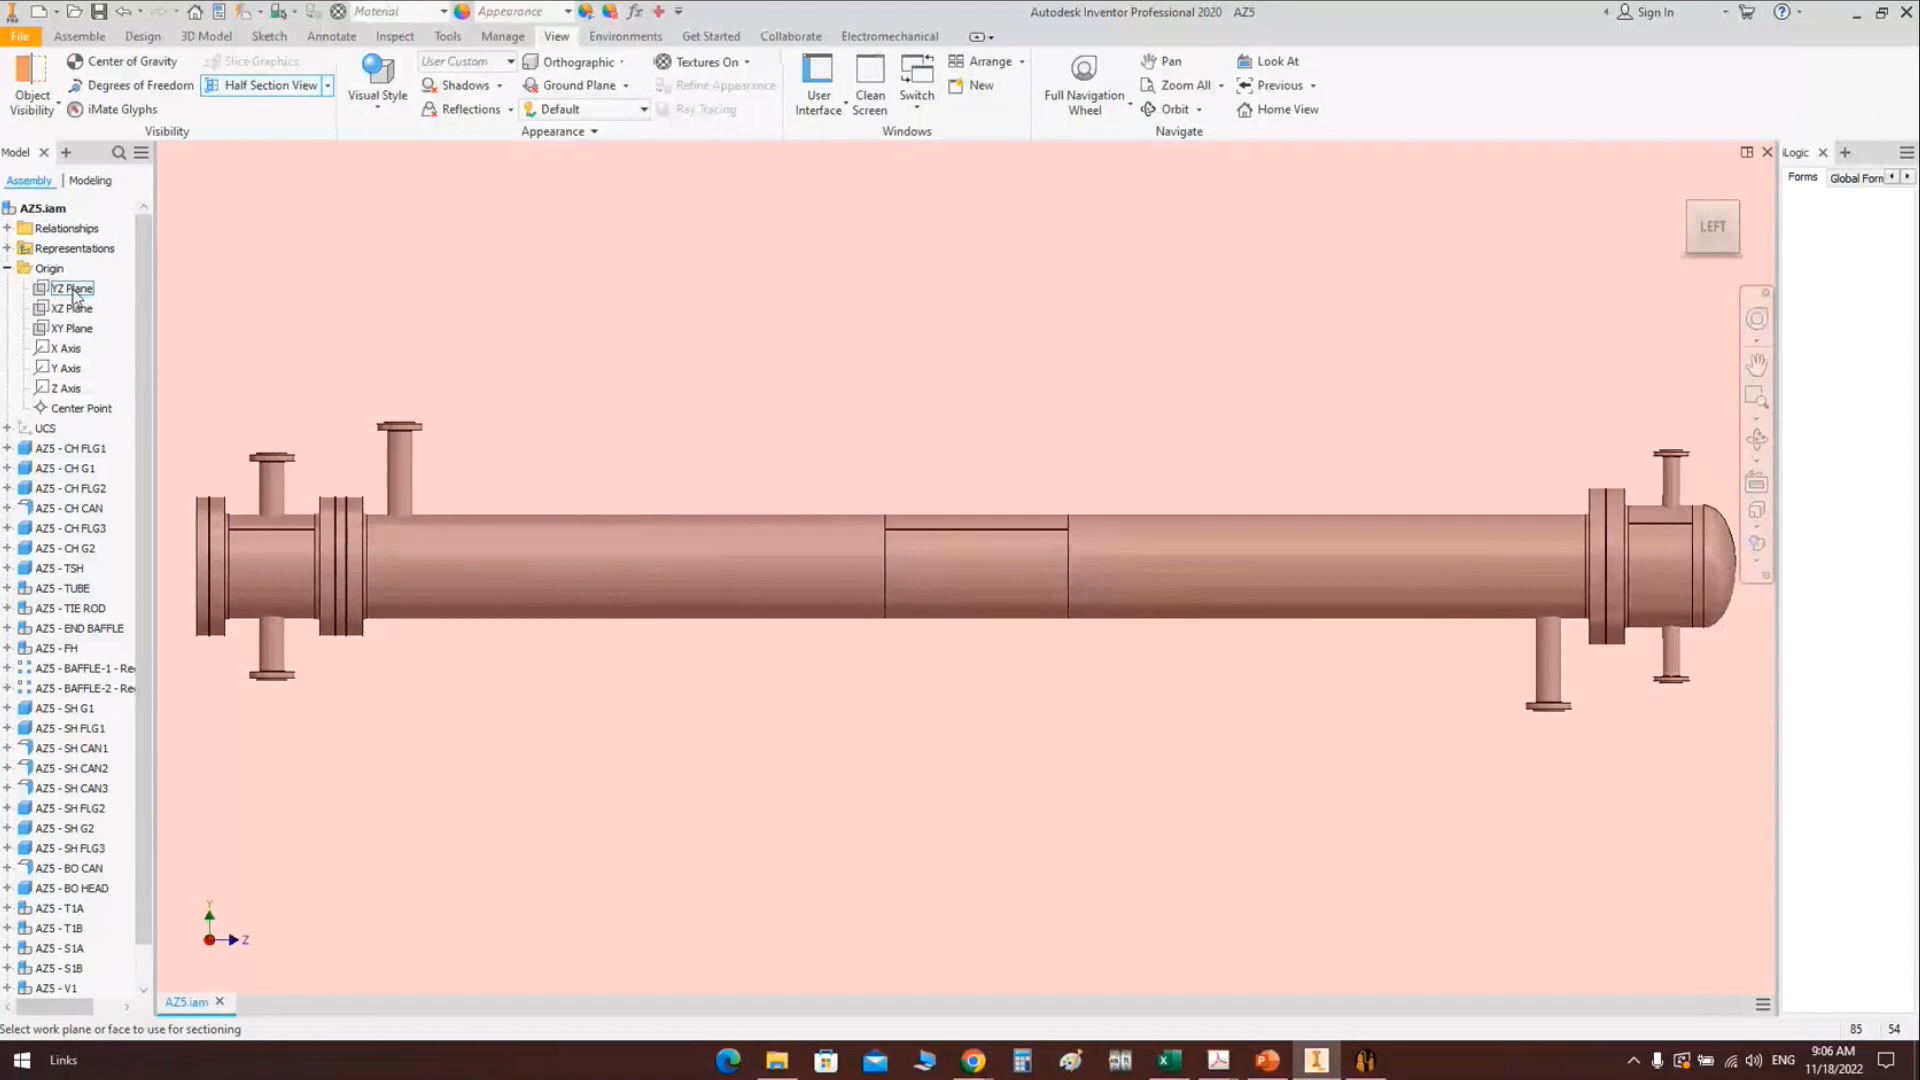 Material
Appearance
fx
Autodesk Inventor Professional 2020 AZ5
Sign In
File
Assemble
Design
3D Model
Sketch
Annotate
Inspect
Tools
Manage
View
Environments
Get Started
Collaborate
Electromechanical
Object Visibility
Center of Gravity
Degrees of Freedom
iMate Glyphs
Slice Graphics
Half Section View
Visibility
Visual Style
User Custom
Shadows
Reflections
Orthographic
Ground Plane
Default
Textures On
Refine Appearance
Ray Tracing
Appearance
User Interface
Clean Screen
Switch
Arrange
New
Windows
Full Navigation Wheel
Pan
Zoom All
Orbit
Look At
Previous
Home View
Navigate
Model
Assembly | Modeling
AZ5.iam
Relationships
Representations
Origin
YZ Plane
XZ Plane
XY Plane
X Axis
Y Axis
Z Axis
Center Point
UCS
AZ5 - CH FLG1
AZ5 - CH G1
AZ5 - CH FLG2
AZ5 - CH CAN
AZ5 - CH FLG3
AZ5 - CH G2
AZ5 - TSH
AZ5 - TUBE
AZ5 - TIE ROD
AZ5 - END BAFFLE
AZ5 - FH
AZ5 - BAFFLE-1 - Re
AZ5 - BAFFLE-2 - Re
AZ5 - SH G1
AZ5 - SH FLG1
AZ5 - SH CAN1
AZ5 - SH CAN2
AZ5 - SH CAN3
AZ5 - SH FLG2
AZ5 - SH G2
AZ5 - SH FLG3
AZ5 - BO CAN
AZ5 - BO HEAD
AZ5 - T1A
AZ5 - T1B
AZ5 - S1A
AZ5 - S1B
AZ5 - V1
LEFT
Y
Z
iLogic
Forms
Global Forn
AZ5.iam
Select work plane or face to use for sectioning
85 54
Links
ENG
9:06 AM
11/18/2022